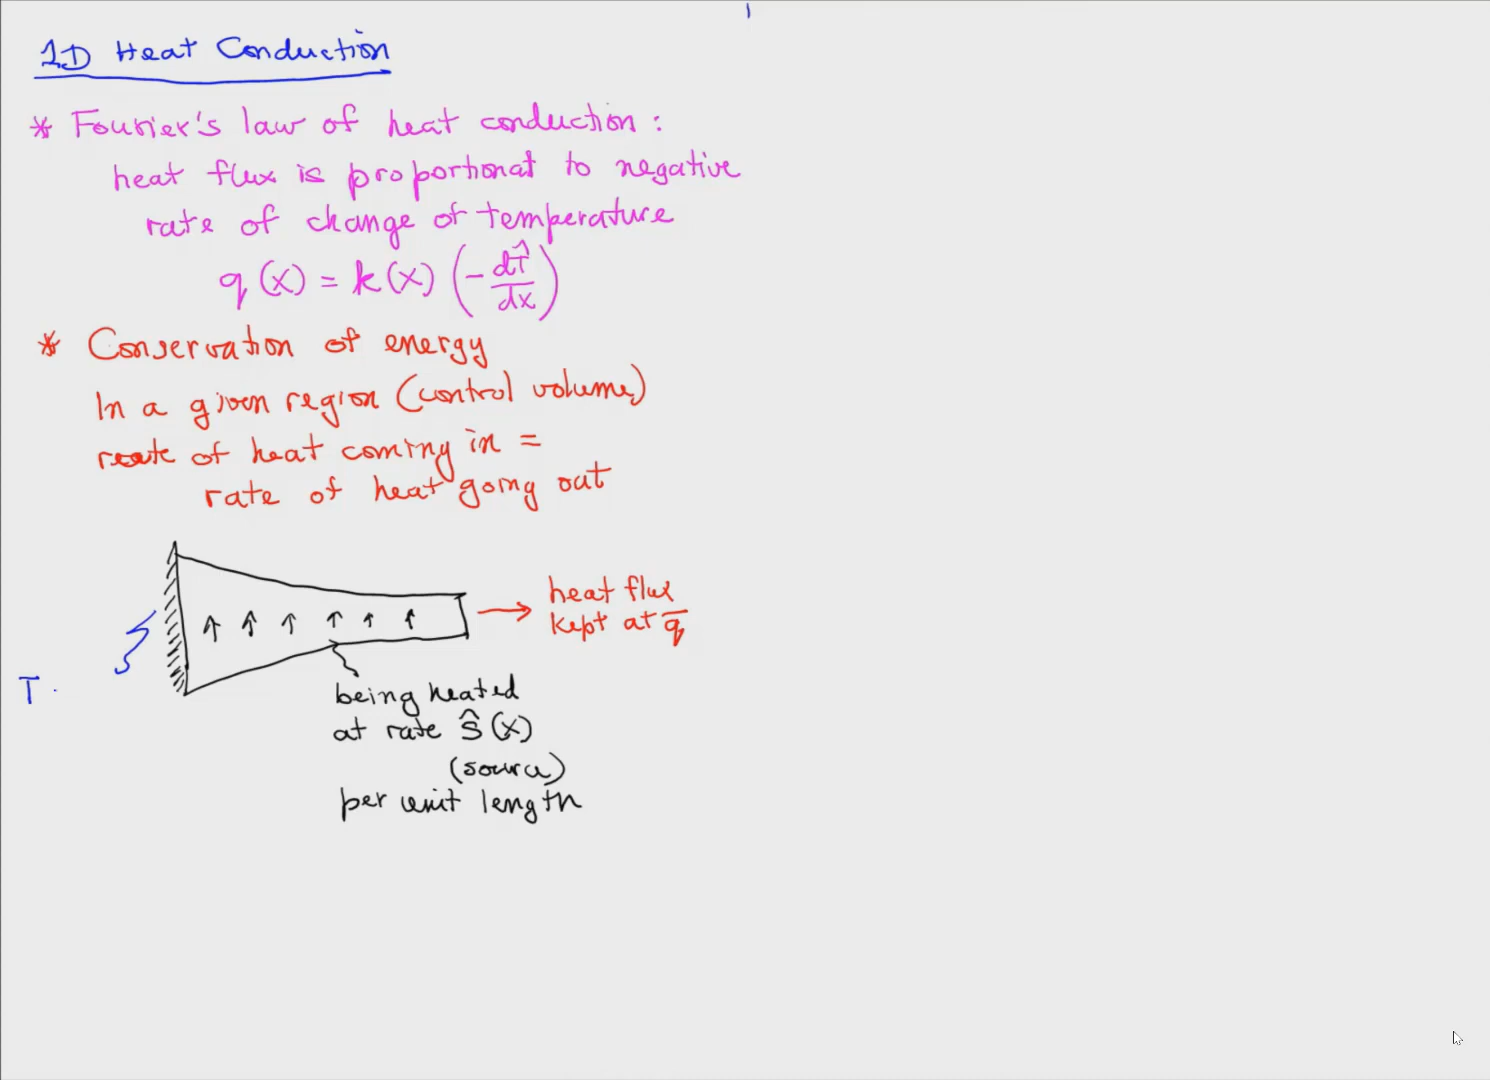 1D Heat Conduction
* Fourier's law of heat conduction :
heat flux is proportional to negative
rate of change of temperature
q(x) = k(x) (-dT̂/dx)
* Conservation of energy
In a given region (control volume)
rate of heat coming in =
rate of heat going out
heat flux
kept at q̅
T
being heated
at rate ŝ(x)
(source)
per unit length